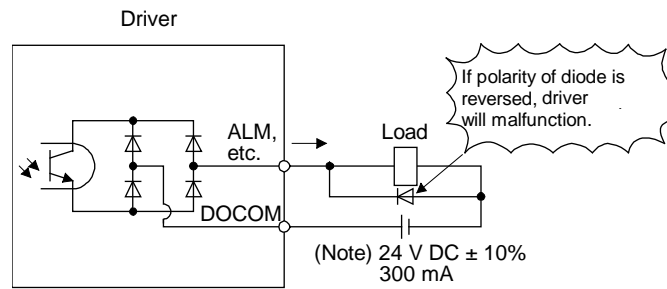 Driver
If polarity of diode is
reversed, driver
will malfunction.
ALM,
etc.
Load
DOCOM
(Note) 24 V DC ± 10%
300 mA